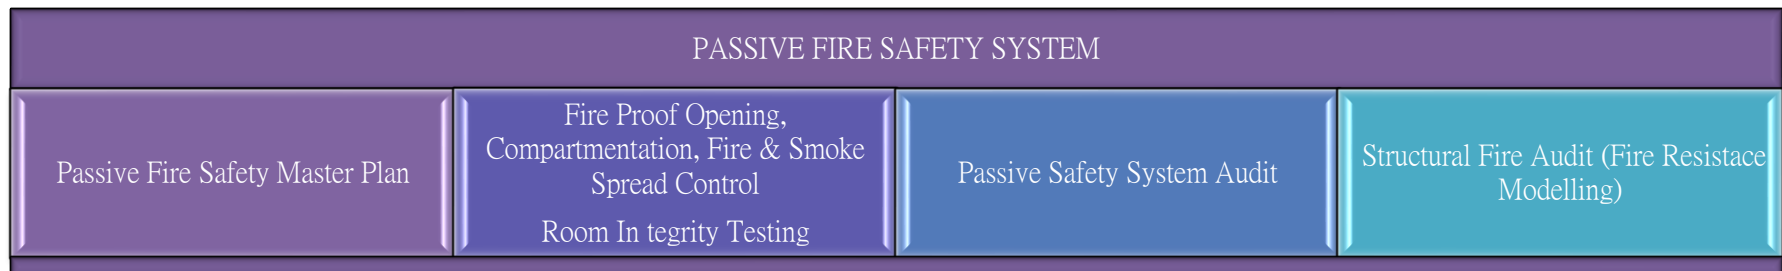 PASSIVE FIRE SAFETY SYSTEM
Passive Fire Safety Master Plan
Fire Proof Opening,
Compartmentation, Fire & Smoke
Spread Control
Room In tegrity Testing
Passive Safety System Audit
Structural Fire Audit (Fire Resistace
Modelling)